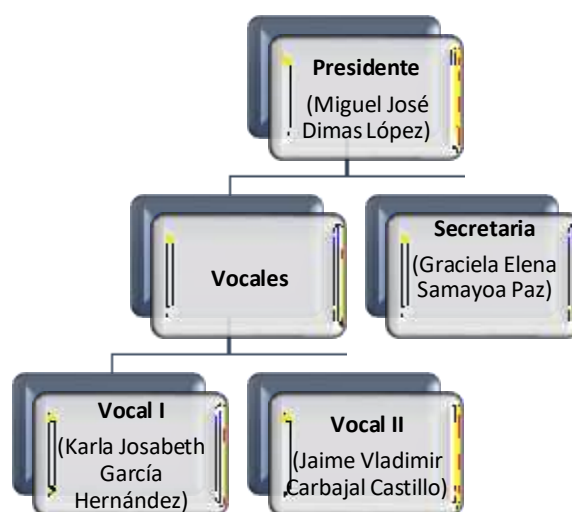 Presidente
(Miguel José
Dimas López)
Vocales
Secretaria
(Graciela Elena
Samayoa Paz)
Vocal I
(Karla Josabeth
García
Hernández)
Vocal II
(Jaime Vladimir
Carbajal Castillo)